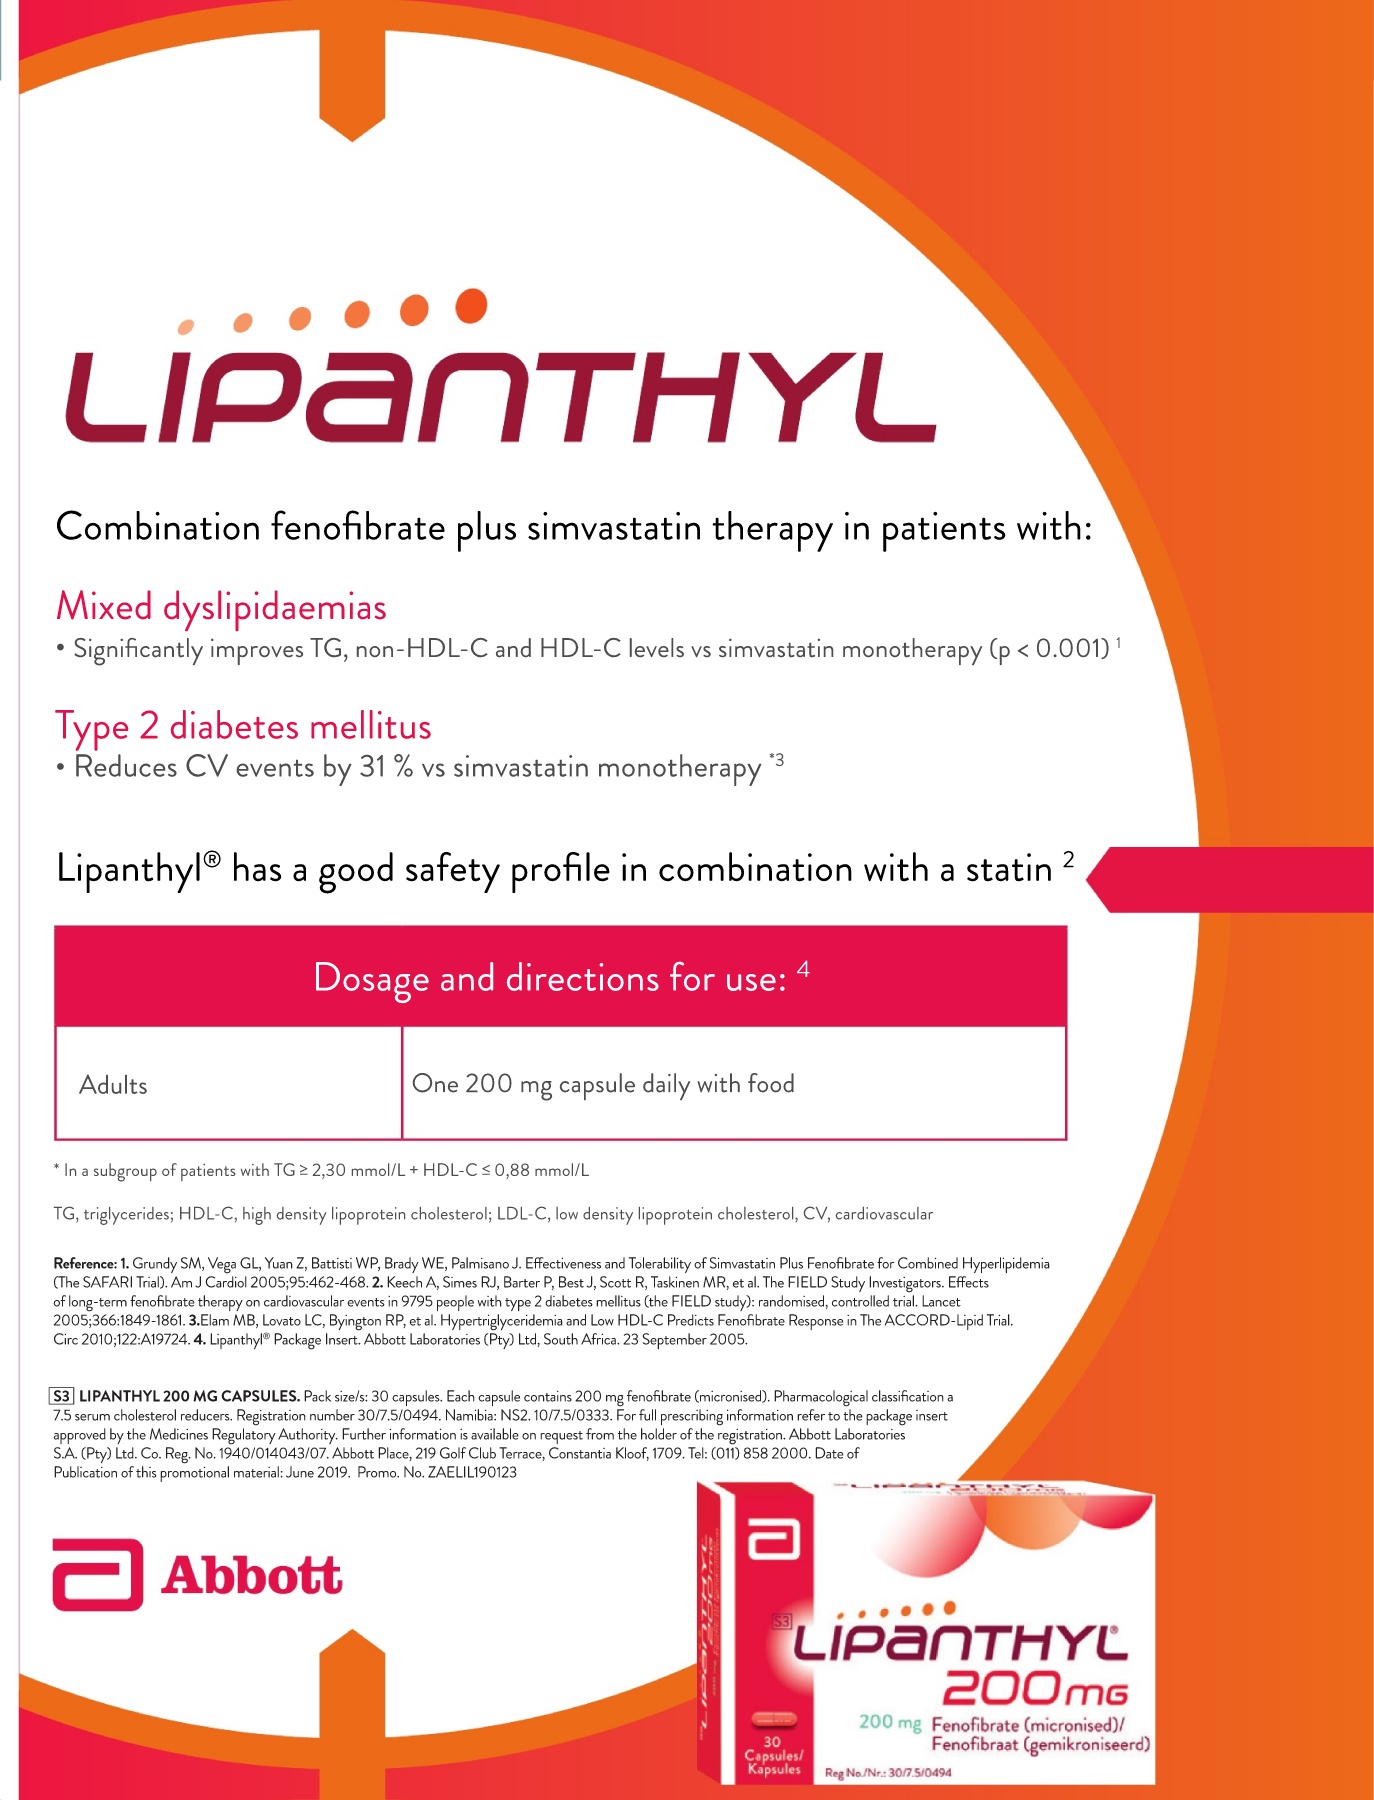 LIPANTHYL
Combination fenofibrate plus simvastatin therapy in patients with:
Mixed dyslipidaemias
• Significantly improves TG, non-HDL-C and HDL-C levels vs simvastatin monotherapy (p < 0.001) 1
Type 2 diabetes mellitus
• Reduces CV events by 31 % vs simvastatin monotherapy *3
Lipanthyl® has a good safety profile in combination with a statin 2
Dosage and directions for use: 4
Adults
One 200 mg capsule daily with food
* In a subgroup of patients with TG ≥ 2,30 mmol/L + HDL-C ≤ 0,88 mmol/L
TG, triglycerides; HDL-C, high density lipoprotein cholesterol; LDL-C, low density lipoprotein cholesterol, CV, cardiovascular
Reference: 1. Grundy SM, Vega GL, Yuan Z, Battisti WP, Brady WE, Palmisano J. Effectiveness and Tolerability of Simvastatin Plus Fenofibrate for Combined Hyperlipidemia
(The SAFARI Trial). Am J Cardiol 2005;95:462-468. 2. Keech A, Simes RJ, Barter P, Best J, Scott R, Taskinen MR, et al. The FIELD Study Investigators. Effects
of long-term fenofibrate therapy on cardiovascular events in 9795 people with type 2 diabetes mellitus (the FIELD study): randomised, controlled trial. Lancet
2005;366:1849-1861. 3.Elam MB, Lovato LC, Byington RP, et al. Hypertriglyceridemia and Low HDL-C Predicts Fenofibrate Response in The ACCORD-Lipid Trial.
Circ 2010;122:A19724. 4. Lipanthyl® Package Insert. Abbott Laboratories (Pty) Ltd, South Africa. 23 September 2005.
S3 LIPANTHYL 200 MG CAPSULES. Pack size/s: 30 capsules. Each capsule contains 200 mg fenofibrate (micronised). Pharmacological classification a
7.5 serum cholesterol reducers. Registration number 30/7.5/0494. Namibia: NS2. 10/7.5/0333. For full prescribing information refer to the package insert
approved by the Medicines Regulatory Authority. Further information is available on request from the holder of the registration. Abbott Laboratories
S.A. (Pty) Ltd. Co. Reg. No. 1940/014043/07. Abbott Place, 219 Golf Club Terrace, Constantia Kloof, 1709. Tel: (011) 858 2000. Date of
Publication of this promotional material: June 2019. Promo. No. ZAELIL190123
Abbott
LIPANTHYL
200mg
LIPANTHYL 200mg
S3
LIPANTHYL®
200mg
200 mg Fenofibrate (micronised)/
Fenofibraat (gemikroniseerd)
30
Capsules/
Kapsules
Reg No./Nr.: 30/7.5/0494